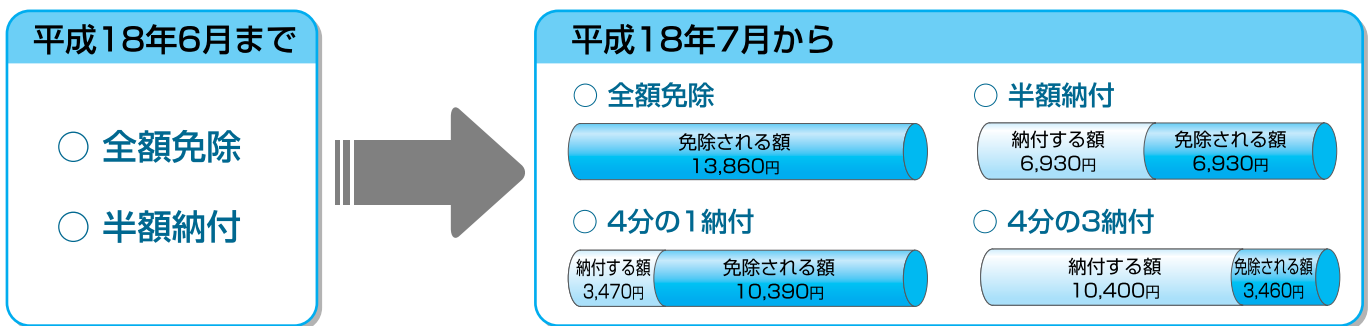 平成18年6月まで
○ 全額免除
○ 半額納付
平成18年7月から
○ 全額免除
免除される額
13,860円
○ 半額納付
納付する額
6,930円
免除される額
6,930円
○ 4分の1納付
納付する額
3,470円
免除される額
10,390円
○ 4分の3納付
納付する額
10,400円
免除される額
3,460円